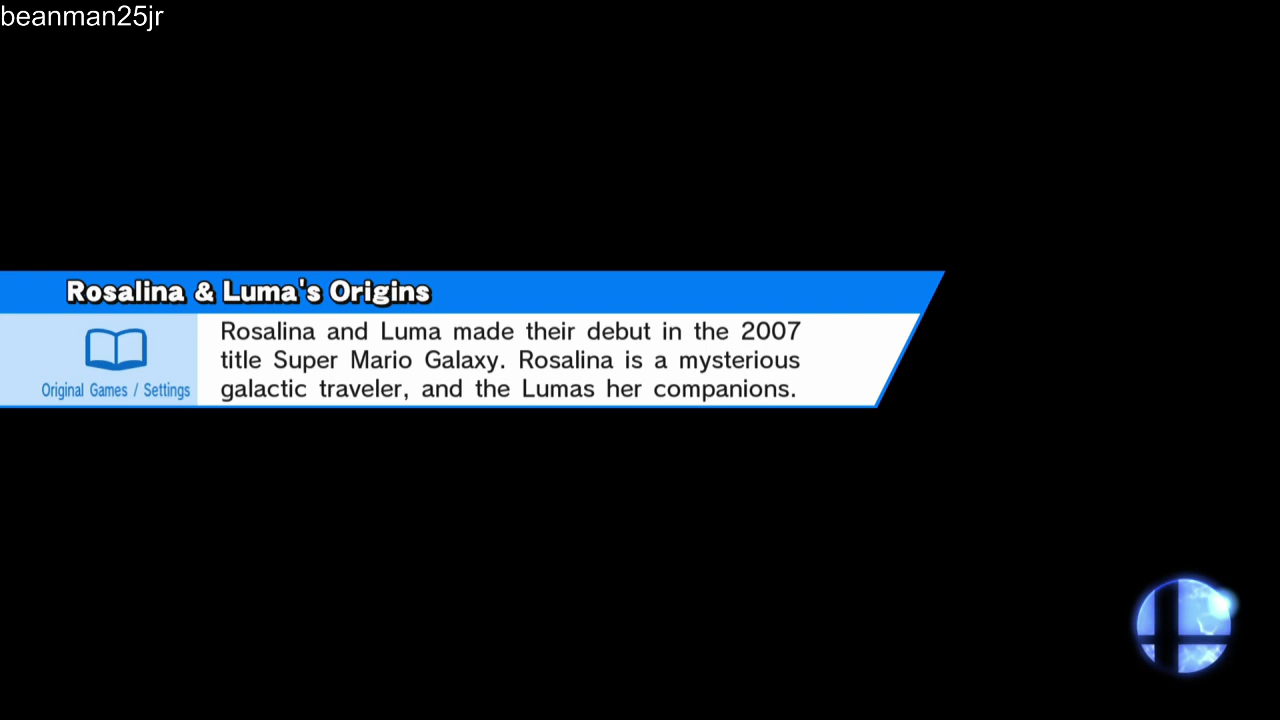 beanman25jr
Rosalina & Luma's Origins
Original Games / Settings
Rosalina and Luma made their debut in the 2007
title Super Mario Galaxy. Rosalina is a mysterious
galactic traveler, and the Lumas her companions.